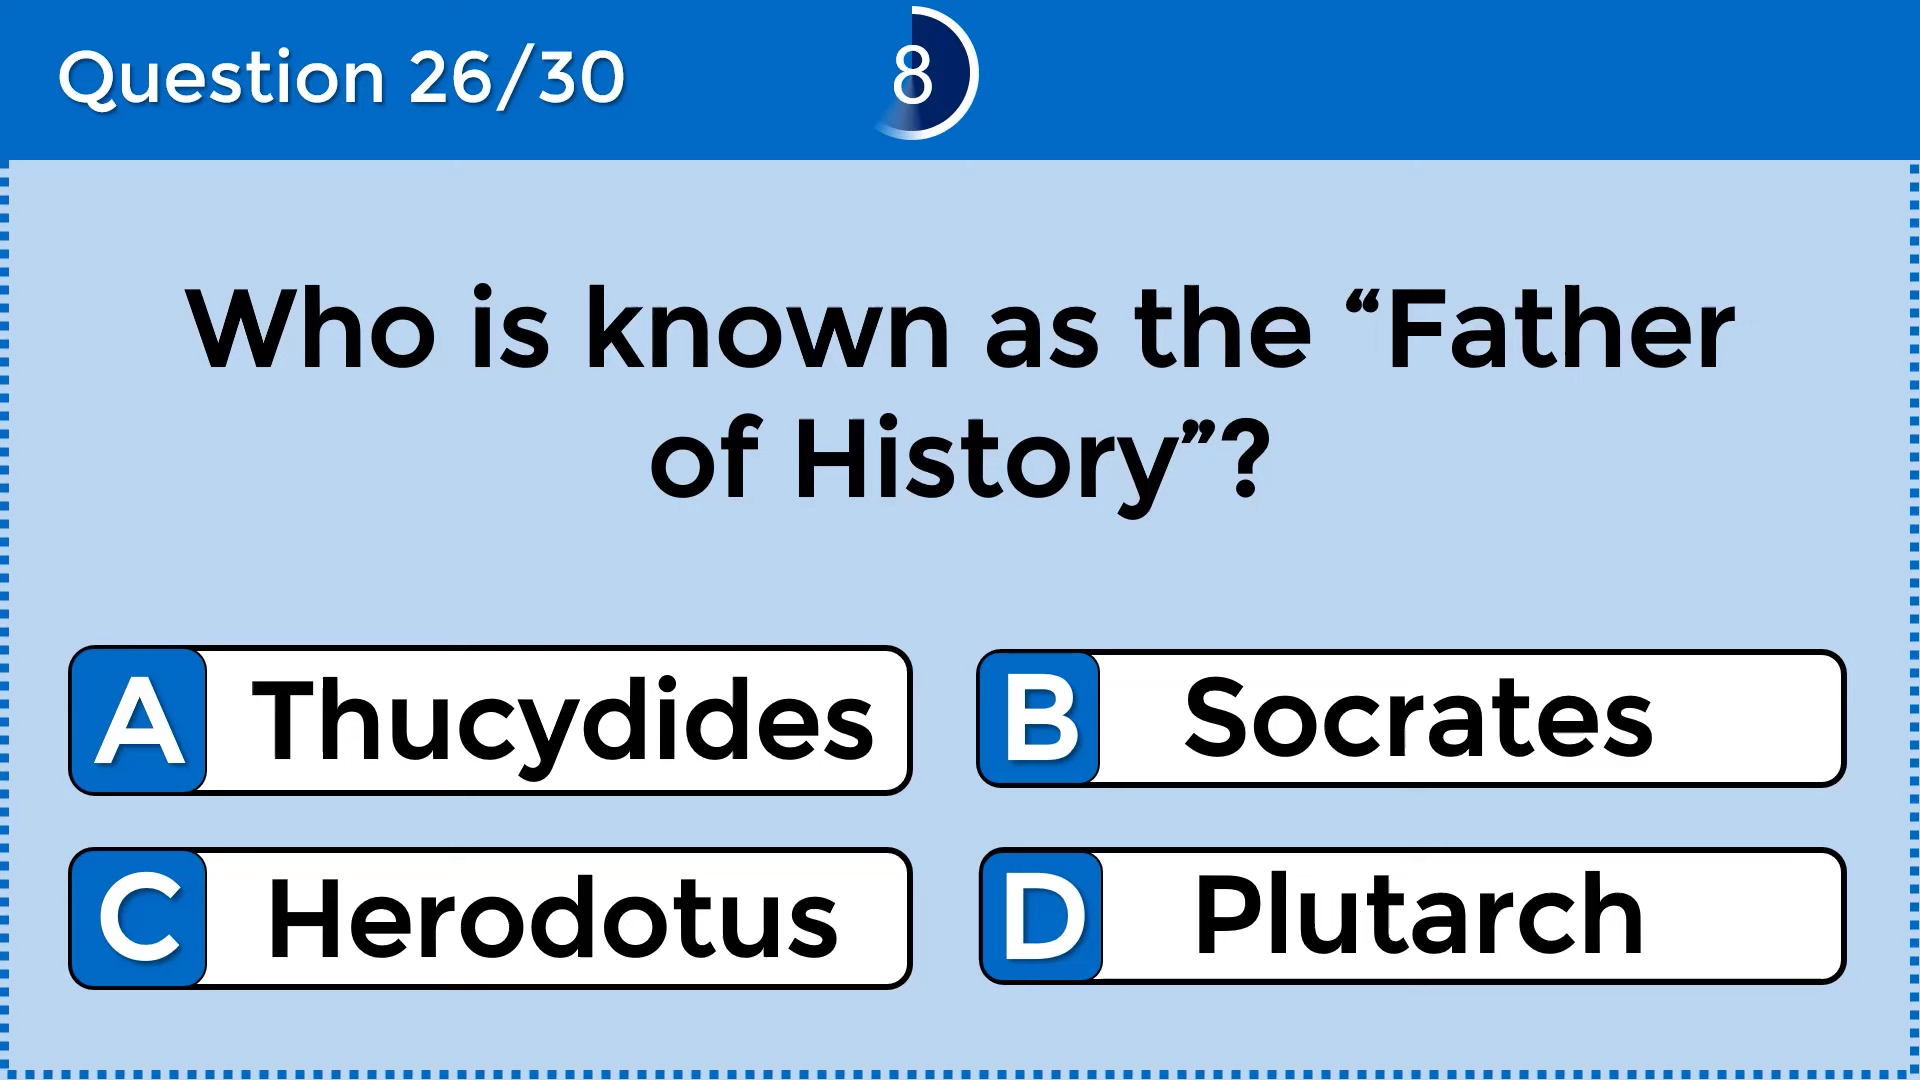 Question 26/30
8
Who is known as the “Father
of History”?
A Thucydides
B Socrates
C Herodotus
D Plutarch